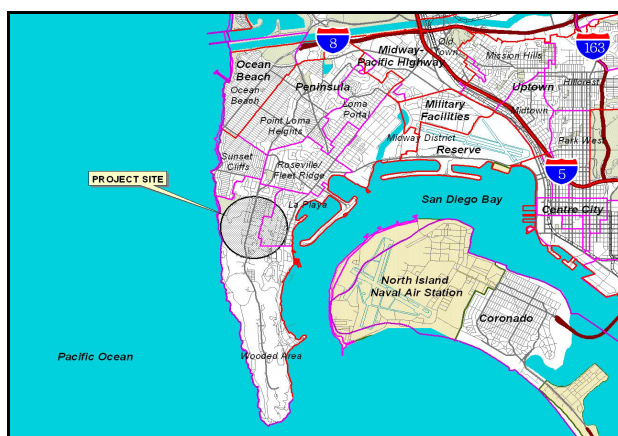 8
163
Old
Town
Mission Hills
Ocean
Beach
Midway-
Pacific Highway
Ocean
Beach
Peninsula
Uptown
Hillcrest
Loma
Portal
Military
Facilities
Midtown
Point Loma
Heights
Midway District
Reserve
Park West
Sunset
Cliffs
Roseville/
Fleet Ridge
5
PROJECT SITE
La Playa
San Diego Bay
Centre City
North Island
Naval Air Station
Coronado
Pacific Ocean
Wooded Area